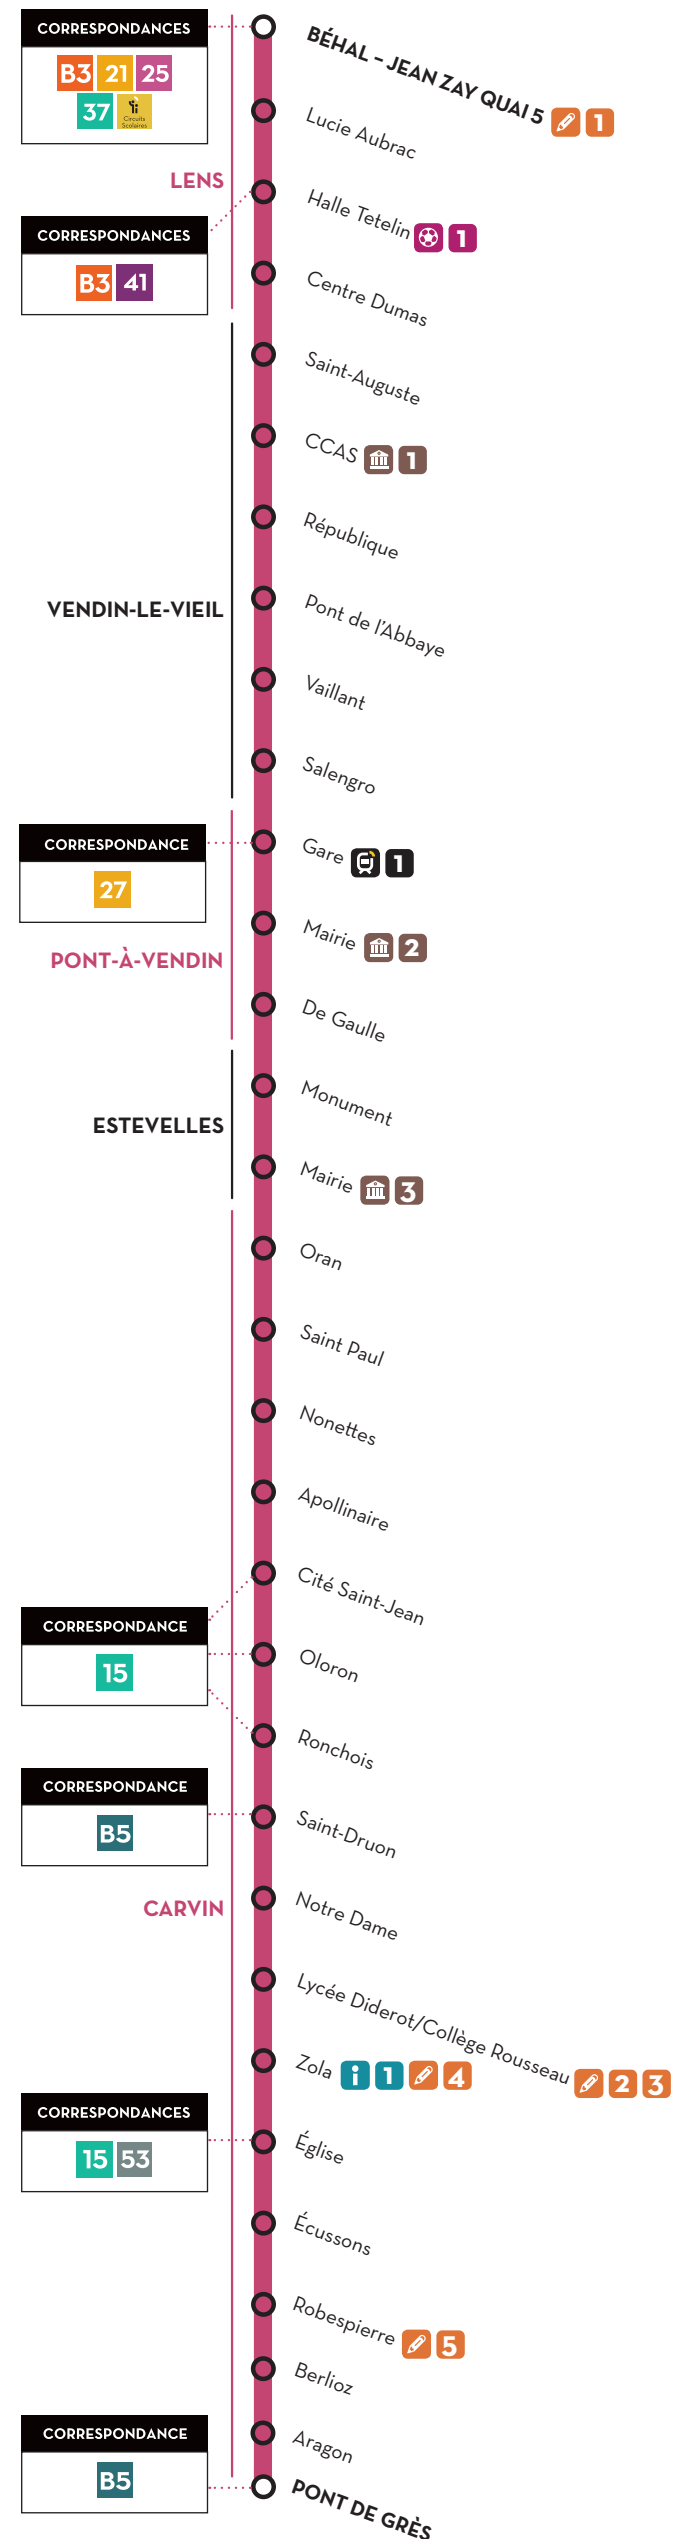 CORRESPONDANCES
B3 21 25
37 Circuits Scolaires
BÉHAL – JEAN ZAY QUAI 5 1
Lucie Aubrac
LENS
Halle Tetelin 1
CORRESPONDANCES
B3 41
Centre Dumas
Saint-Auguste
CCAS 1
République
VENDIN-LE-VIEIL
Pont de l'Abbaye
Vaillant
Salengro
CORRESPONDANCE
27
Gare 1
Mairie 2
PONT-À-VENDIN
De Gaulle
Monument
ESTEVELLES
Mairie 3
Oran
Saint Paul
Nonettes
Apollinaire
Cité Saint-Jean
CORRESPONDANCE
15
Oloron
Ronchois
CORRESPONDANCE
B5
Saint-Druon
CARVIN
Notre Dame
Lycée Diderot/Collège Rousseau 2 3
Zola i 1 4
CORRESPONDANCES
15 53
Église
Écussons
Robespierre 5
Berlioz
Aragon
CORRESPONDANCE
B5
PONT DE GRÈS